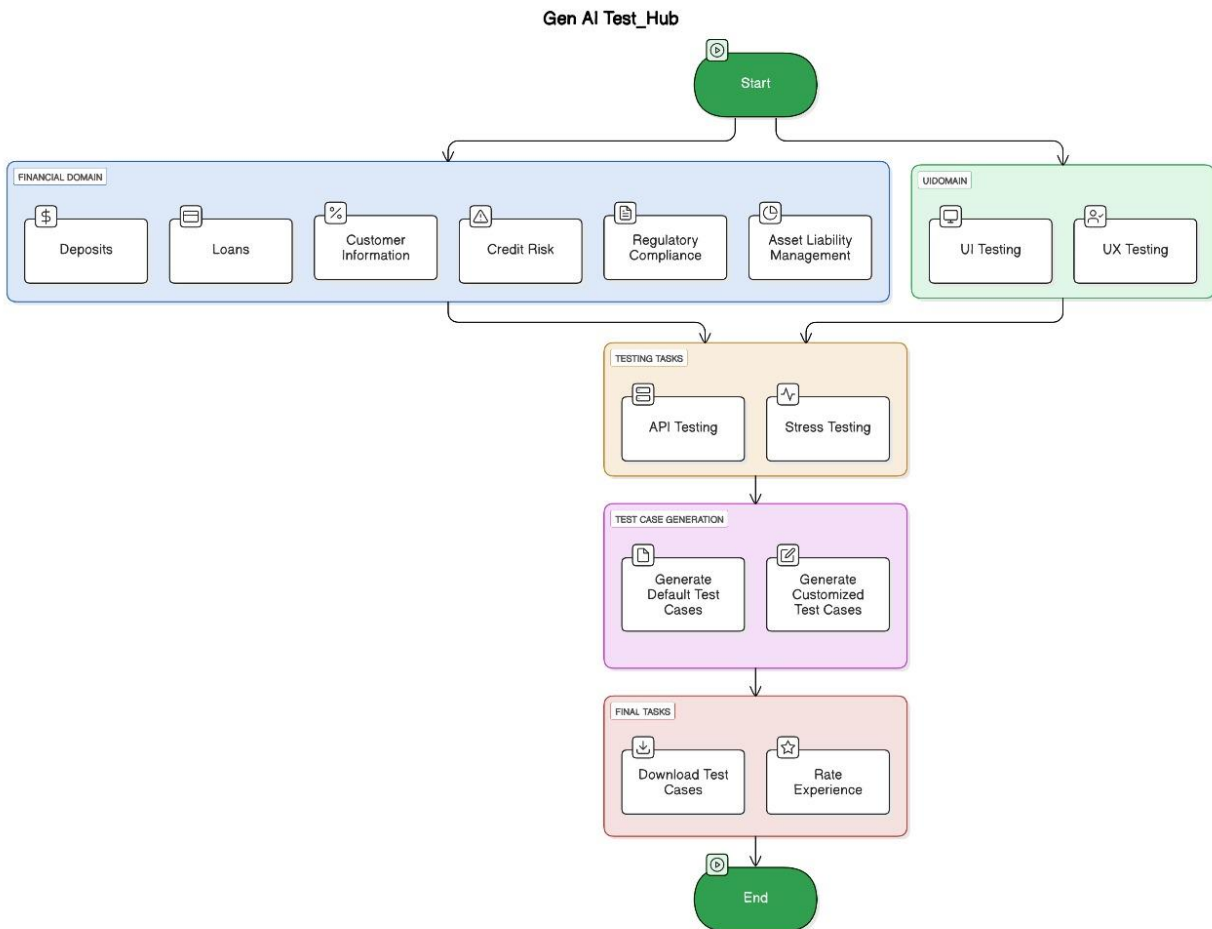 Gen AI Test_Hub
Start
FINANCIAL DOMAIN
Deposits
Loans
Customer
Information
Credit Risk
Regulatory
Compliance
Asset Liability
Management
UIDOMAIN
UI Testing
UX Testing
TESTING TASKS
API Testing
Stress Testing
TEST CASE GENERATION
Generate
Default Test
Cases
Generate
Customized
Test Cases
FINAL TASKS
Download Test
Cases
Rate
Experience
End